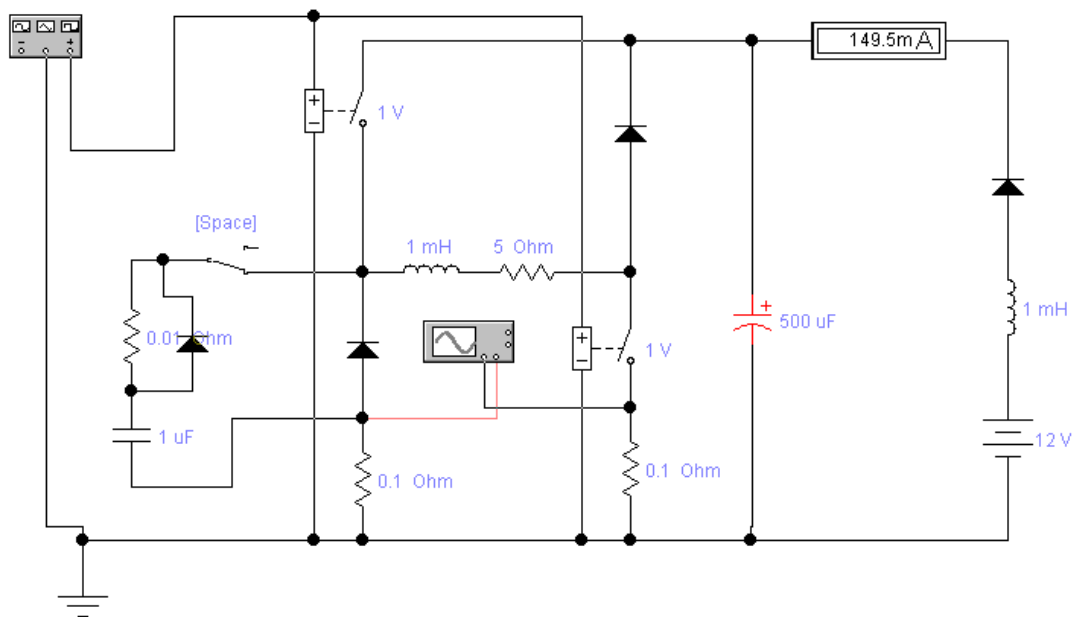 149.5m A
1 V
[Space]
1 mH
5 Ohm
0.01 Ohm
1 V
500 uF
1 mH
1 uF
0.1 Ohm
0.1 Ohm
12 V